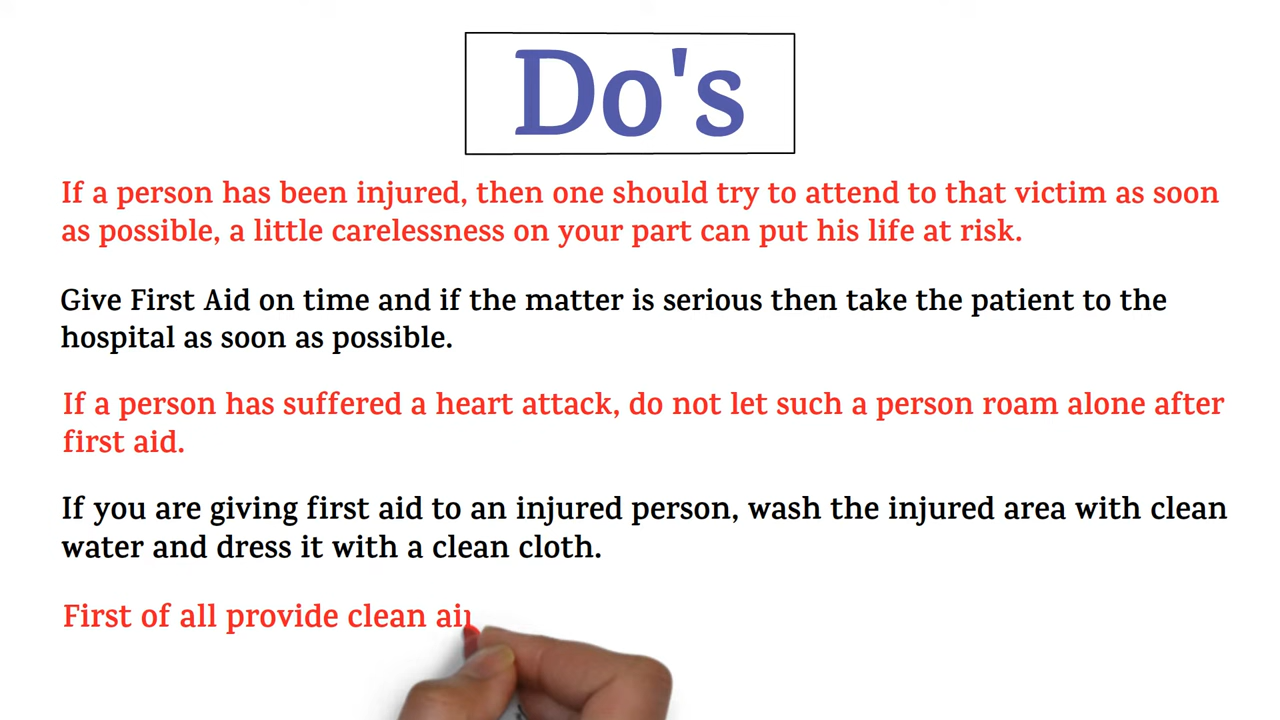 Do's
If a person has been injured, then one should try to attend to that victim as soon
as possible, a little carelessness on your part can put his life at risk.
Give First Aid on time and if the matter is serious then take the patient to the
hospital as soon as possible.
If a person has suffered a heart attack, do not let such a person roam alone after
first aid.
If you are giving first aid to an injured person, wash the injured area with clean
water and dress it with a clean cloth.
First of all provide clean